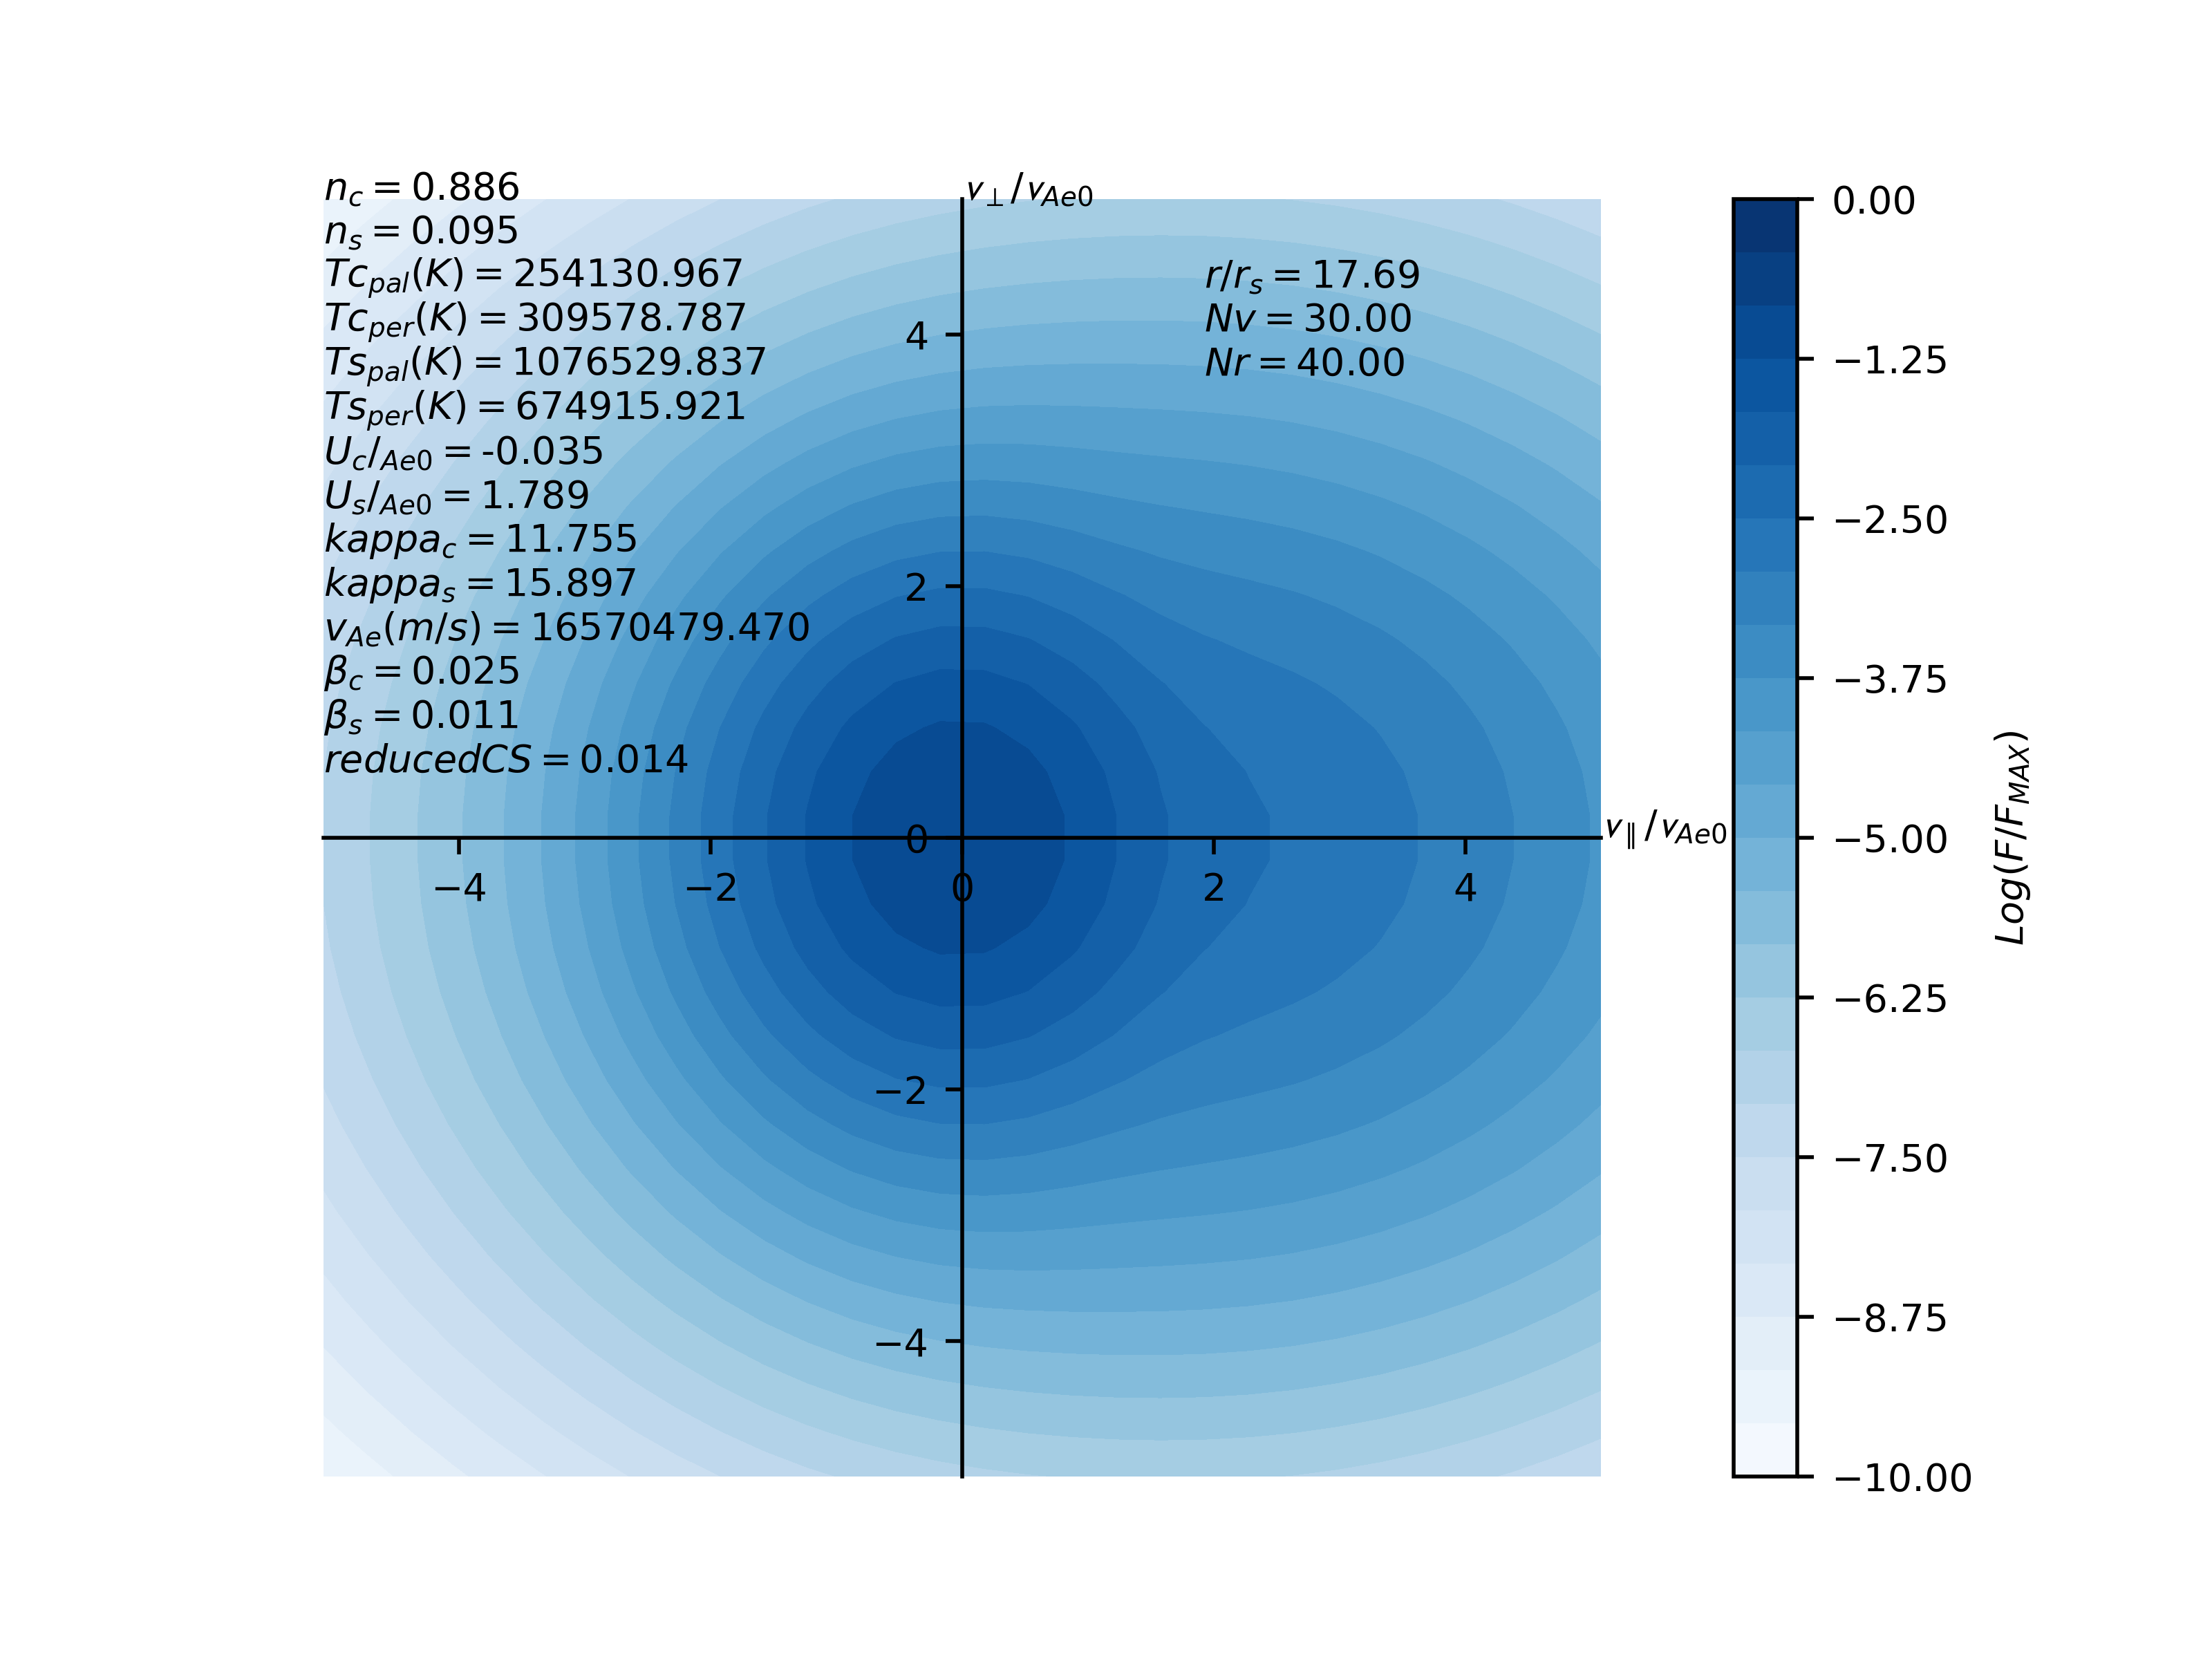 n_c = 0.886
n_s = 0.095
Tc_pal(K) = 254130.967
Tc_per(K) = 309578.787
Ts_pal(K) = 1076529.837
Ts_per(K) = 674915.921
U_c/_Ae0 = -0.035
U_s/_Ae0 = 1.789
kappa_c = 11.755
kappa_s = 15.897
v_Ae(m/s) = 16570479.470
β_c = 0.025
β_s = 0.011
reducedCS = 0.014
v_⊥/v_Ae0
r/r_s = 17.69
Nv = 30.00
Nr = 40.00
4
2
0
−2
−4
−4
−2
0
2
4
v_∥/v_Ae0
0.00
−1.25
−2.50
−3.75
−5.00
−6.25
−7.50
−8.75
−10.00
Log(F/F_MAX)